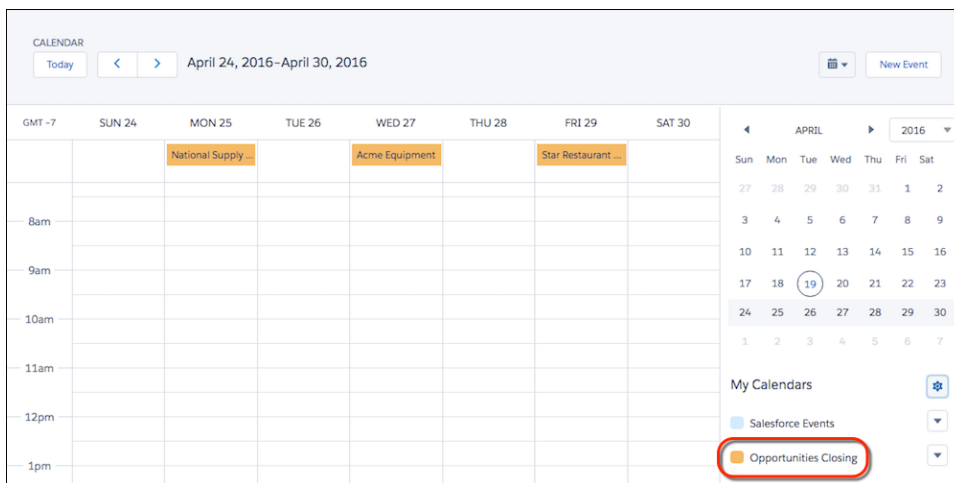 CALENDAR
Today
April 24, 2016–April 30, 2016
New Event
GMT -7 SUN 24 MON 25 TUE 26 WED 27 THU 28 FRI 29 SAT 30
National Supply ... Acme Equipment Star Restaurant ...
8am
9am
10am
11am
12pm
1pm
APRIL 2016
Sun Mon Tue Wed Thu Fri Sat
27 28 29 30 31 1 2
3 4 5 6 7 8 9
10 11 12 13 14 15 16
17 18 19 20 21 22 23
24 25 26 27 28 29 30
1 2 3 4 5 6 7
My Calendars
Salesforce Events
Opportunities Closing